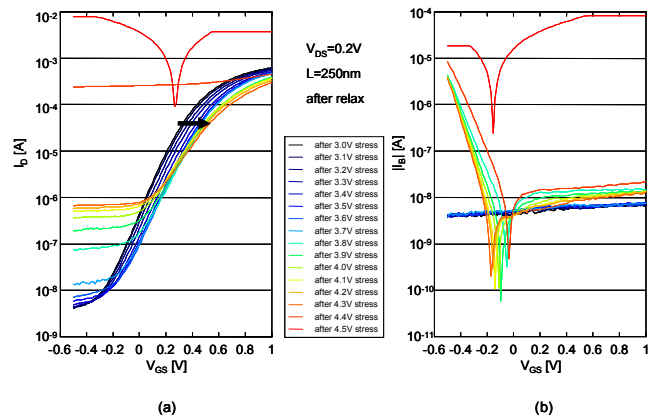 (a)
10^-2
10^-3
10^-4
10^-5
10^-6
10^-7
10^-8
10^-9
I_D [A]
-0.6 -0.4 -0.2 0 0.2 0.4 0.6 0.8 1
V_GS [V]
(a)
V_DS=0.2V
L=250nm
after relax
after 3.0V stress
after 3.1V stress
after 3.2V stress
after 3.3V stress
after 3.4V stress
after 3.5V stress
after 3.6V stress
after 3.7V stress
after 3.8V stress
after 3.9V stress
after 4.0V stress
after 4.1V stress
after 4.2V stress
after 4.3V stress
after 4.4V stress
after 4.5V stress
(b)
10^-4
10^-5
10^-6
10^-7
10^-8
10^-9
10^-10
10^-11
|I_B| [A]
-0.6 -0.4 -0.2 0 0.2 0.4 0.6 0.8 1
V_GS [V]
(b)